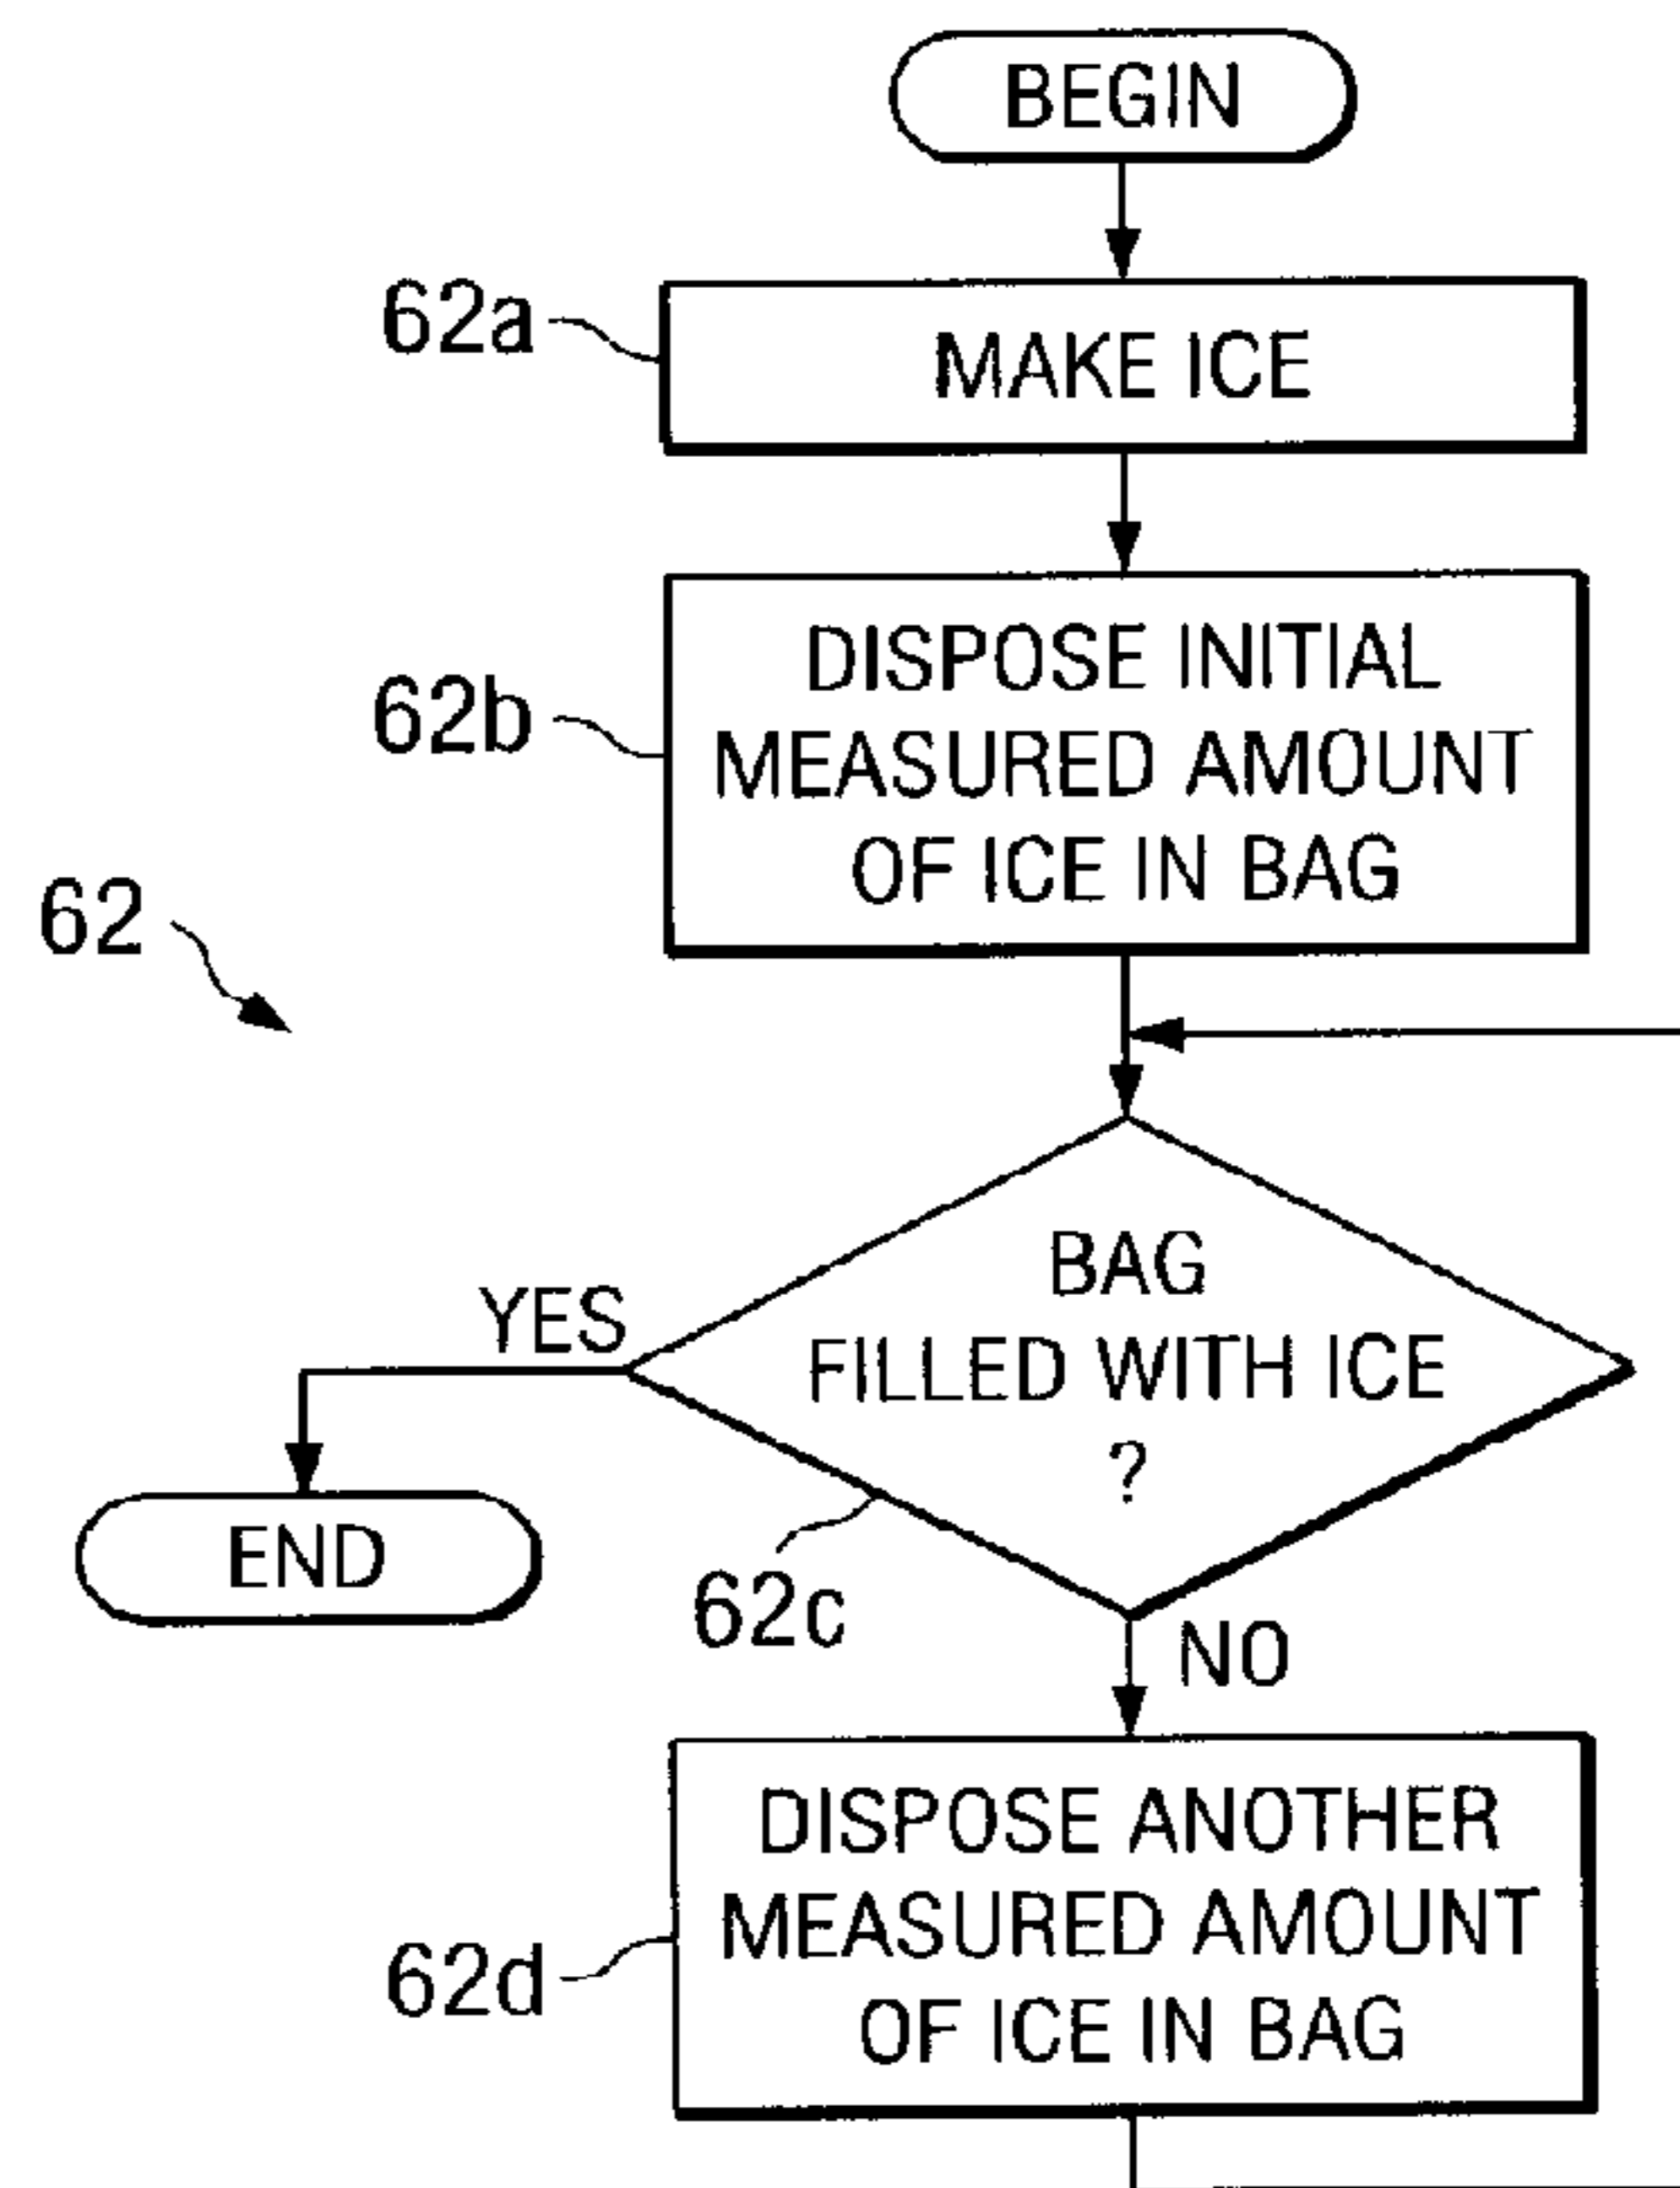 BEGIN
62a
MAKE ICE
62b
DISPOSE INITIAL
MEASURED AMOUNT
OF ICE IN BAG
62
BAG
FILLED WITH ICE
?
YES
END
62c
NO
62d
DISPOSE ANOTHER
MEASURED AMOUNT
OF ICE IN BAG